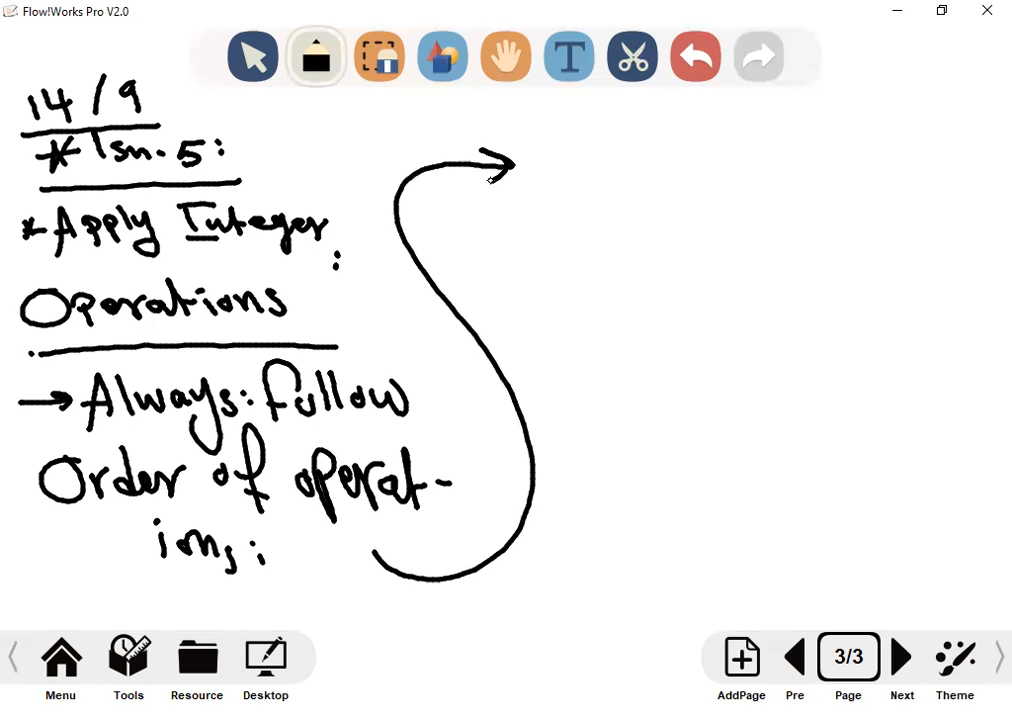 Flow!Works Pro V2.0
14/9
* lsn. 5:
* Apply Integer
Operations :
→ Always: follow
Order of operat-
ions:
Menu
Tools
Resource
Desktop
AddPage
Pre
3/3
Page
Next
Theme